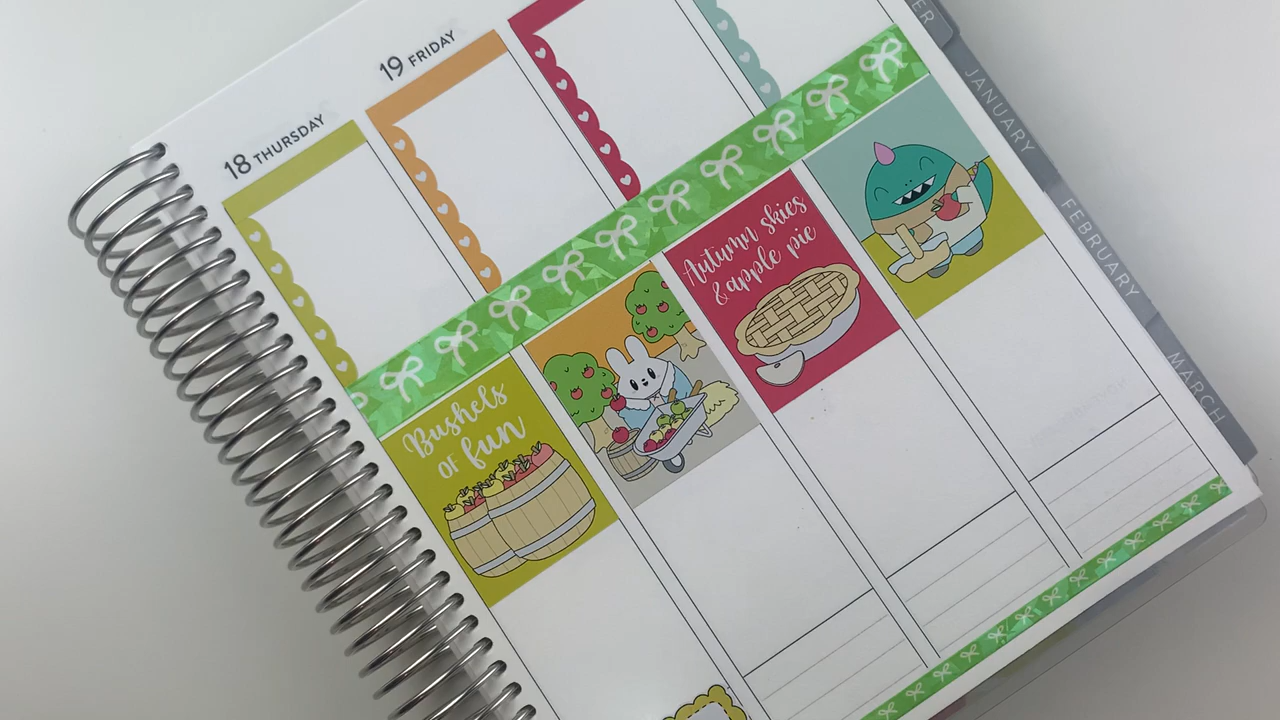 18 THURSDAY
19 FRIDAY
Bushels
OF fun
Autumn skies
& apple pie
JANUARY
FEBRUARY
MARCH